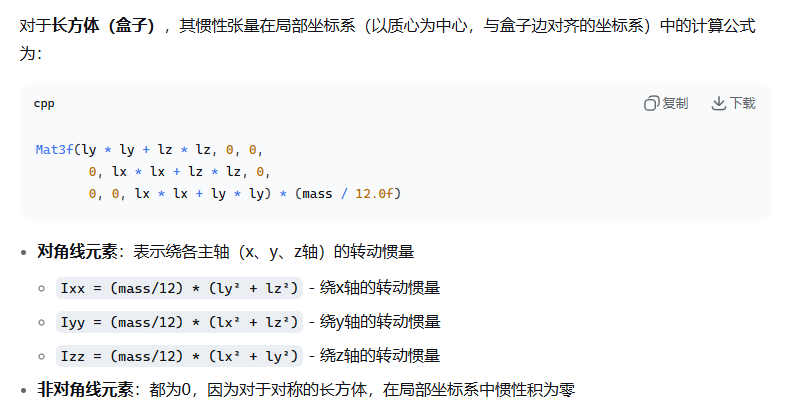 对于长方体（盒子），其惯性张量在局部坐标系（以质心为中心，与盒子边对齐的坐标系）中的计算公式
为：
cpp 复制 下载
Mat3f(ly * ly + lz * lz, 0, 0,
0, lx * lx + lz * lz, 0,
0, 0, lx * lx + ly * ly) * (mass / 12.0f)
• 对角线元素：表示绕各主轴（x、y、z轴）的转动惯量
◦ Ixx = (mass/12) * (ly² + lz²) - 绕x轴的转动惯量
◦ Iyy = (mass/12) * (lx² + lz²) - 绕y轴的转动惯量
◦ Izz = (mass/12) * (lx² + ly²) - 绕z轴的转动惯量
• 非对角线元素：都为0，因为对于对称的长方体，在局部坐标系中惯性积为零